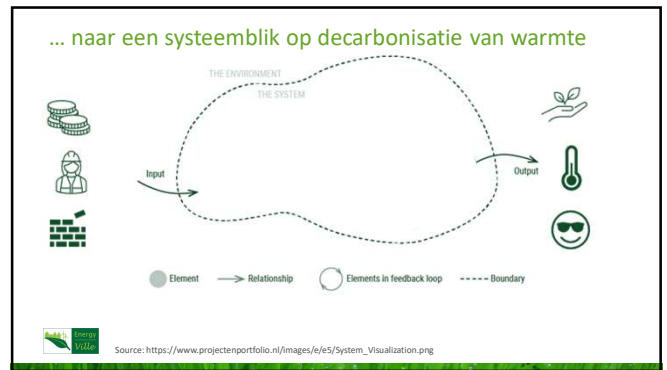 … naar een systeemblik op decarbonisatie van warmte
THE ENVIRONMENT
THE SYSTEM
Input
Output
Element
Relationship
Elements in feedback loop
Boundary
Energy
Ville
Source: https://www.projectenportfolio.nl/images/e/e5/System_Visualization.png